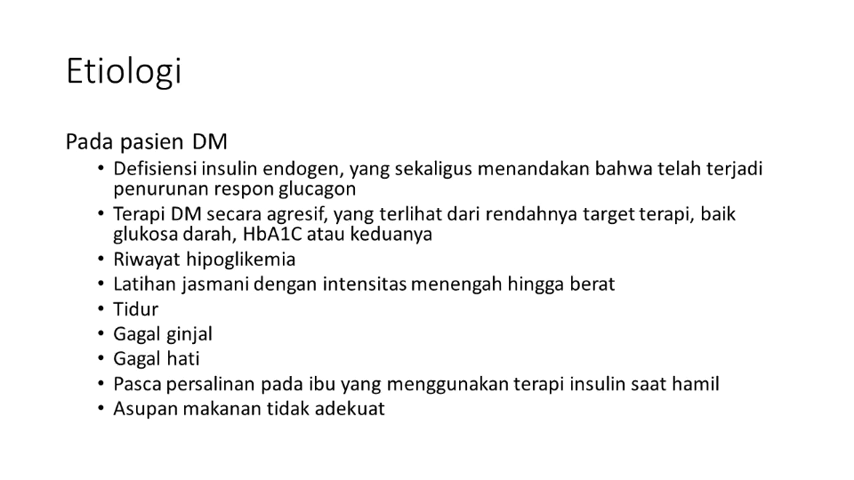 Etiologi
Pada pasien DM
• Defisiensi insulin endogen, yang sekaligus menandakan bahwa telah terjadi
penurunan respon glucagon
• Terapi DM secara agresif, yang terlihat dari rendahnya target terapi, baik
glukosa darah, HbA1C atau keduanya
• Riwayat hipoglikemia
• Latihan jasmani dengan intensitas menengah hingga berat
• Tidur
• Gagal ginjal
• Gagal hati
• Pasca persalinan pada ibu yang menggunakan terapi insulin saat hamil
• Asupan makanan tidak adekuat